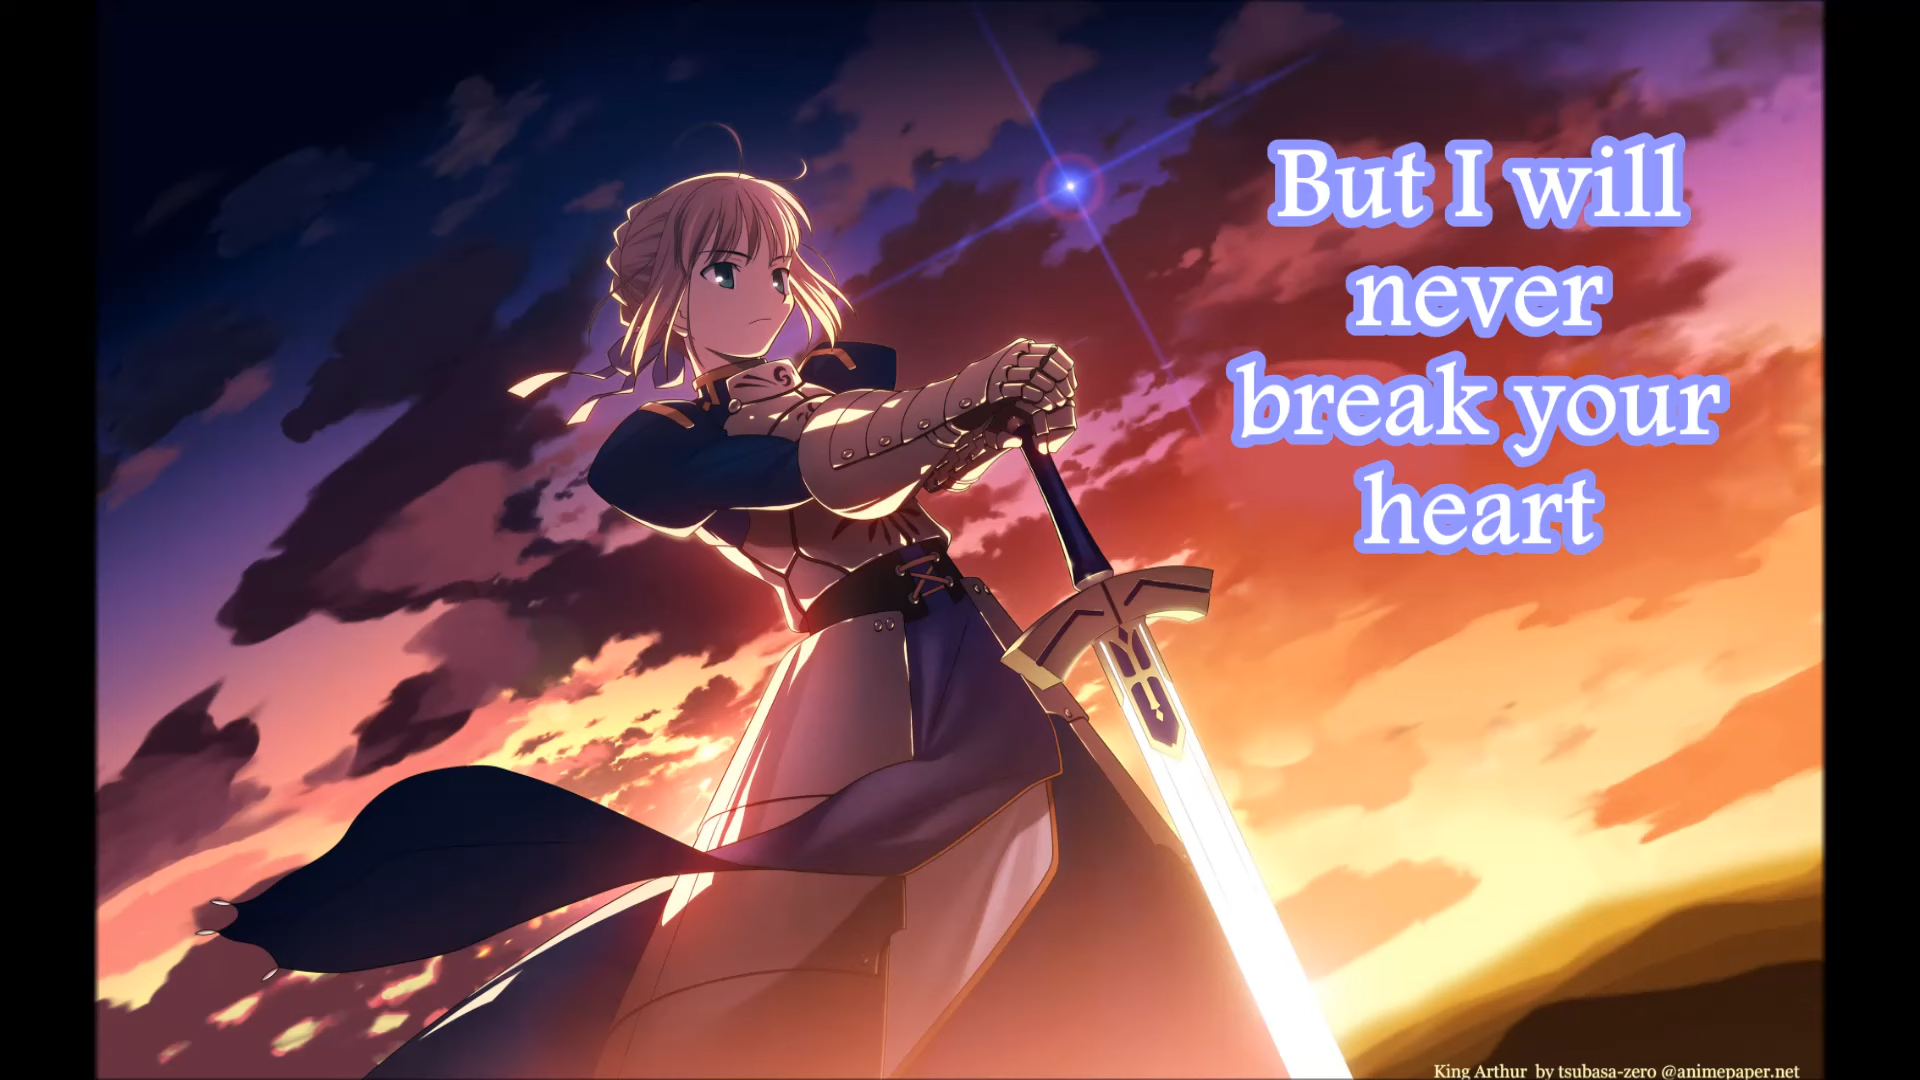 But I will
never
break your
heart
King Arthur by tsubasa-zero @animepaper.net